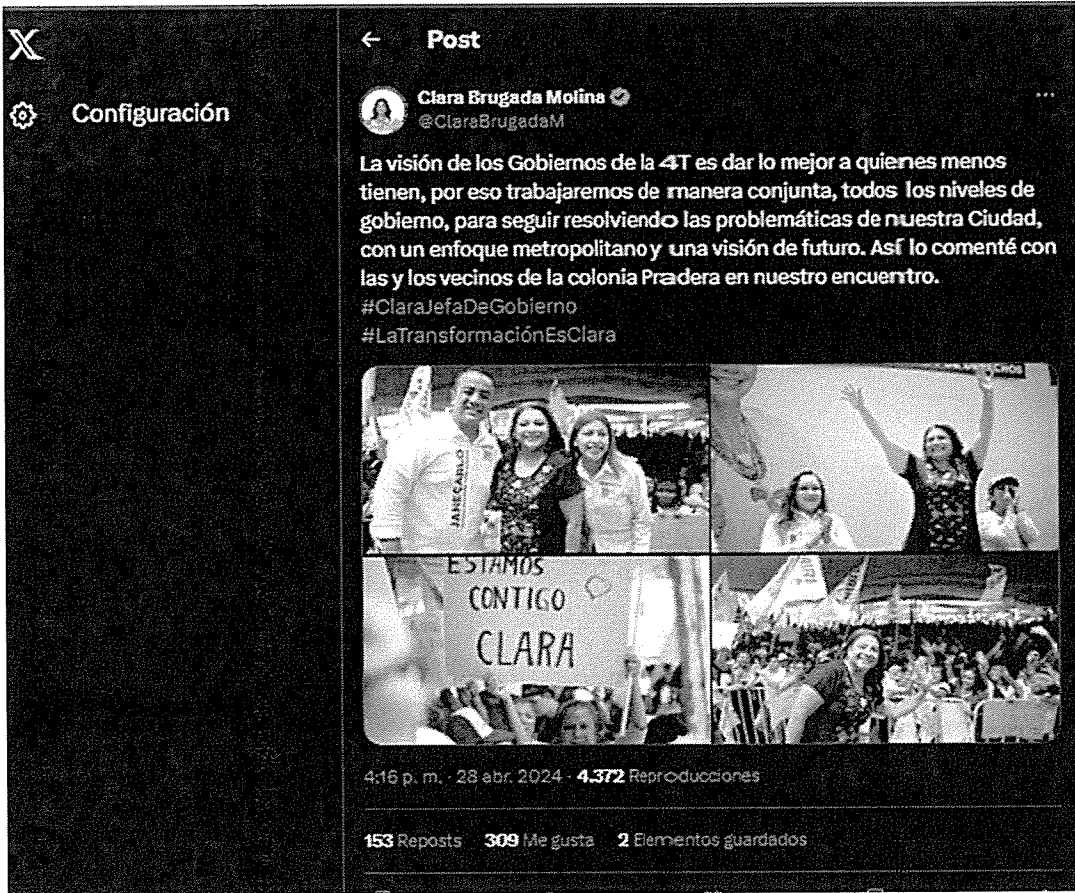 X
Configuración
← Post
Clara Brugada Molina
@ClaraBrugadaM
La visión de los Gobiernos de la 4T es dar lo mejor a quienes menos
tienen, por eso trabajaremos de manera conjunta, todos los niveles de
gobierno, para seguir resolviendo las problemáticas de nuestra Ciudad,
con un enfoque metropolitano y una visión de futuro. Así lo comenté con
las y los vecinos de la colonia Pradera en nuestro encuentro.
#ClaraJefaDeGobierno
#LaTransformaciónEsClara
JANECARLO
ESTAMOS
CONTIGO
CLARA
4:16 p. m. · 28 abr. 2024 · 4.372 Reproducciones
153 Reposts 309 Me gusta 2 Elementos guardados